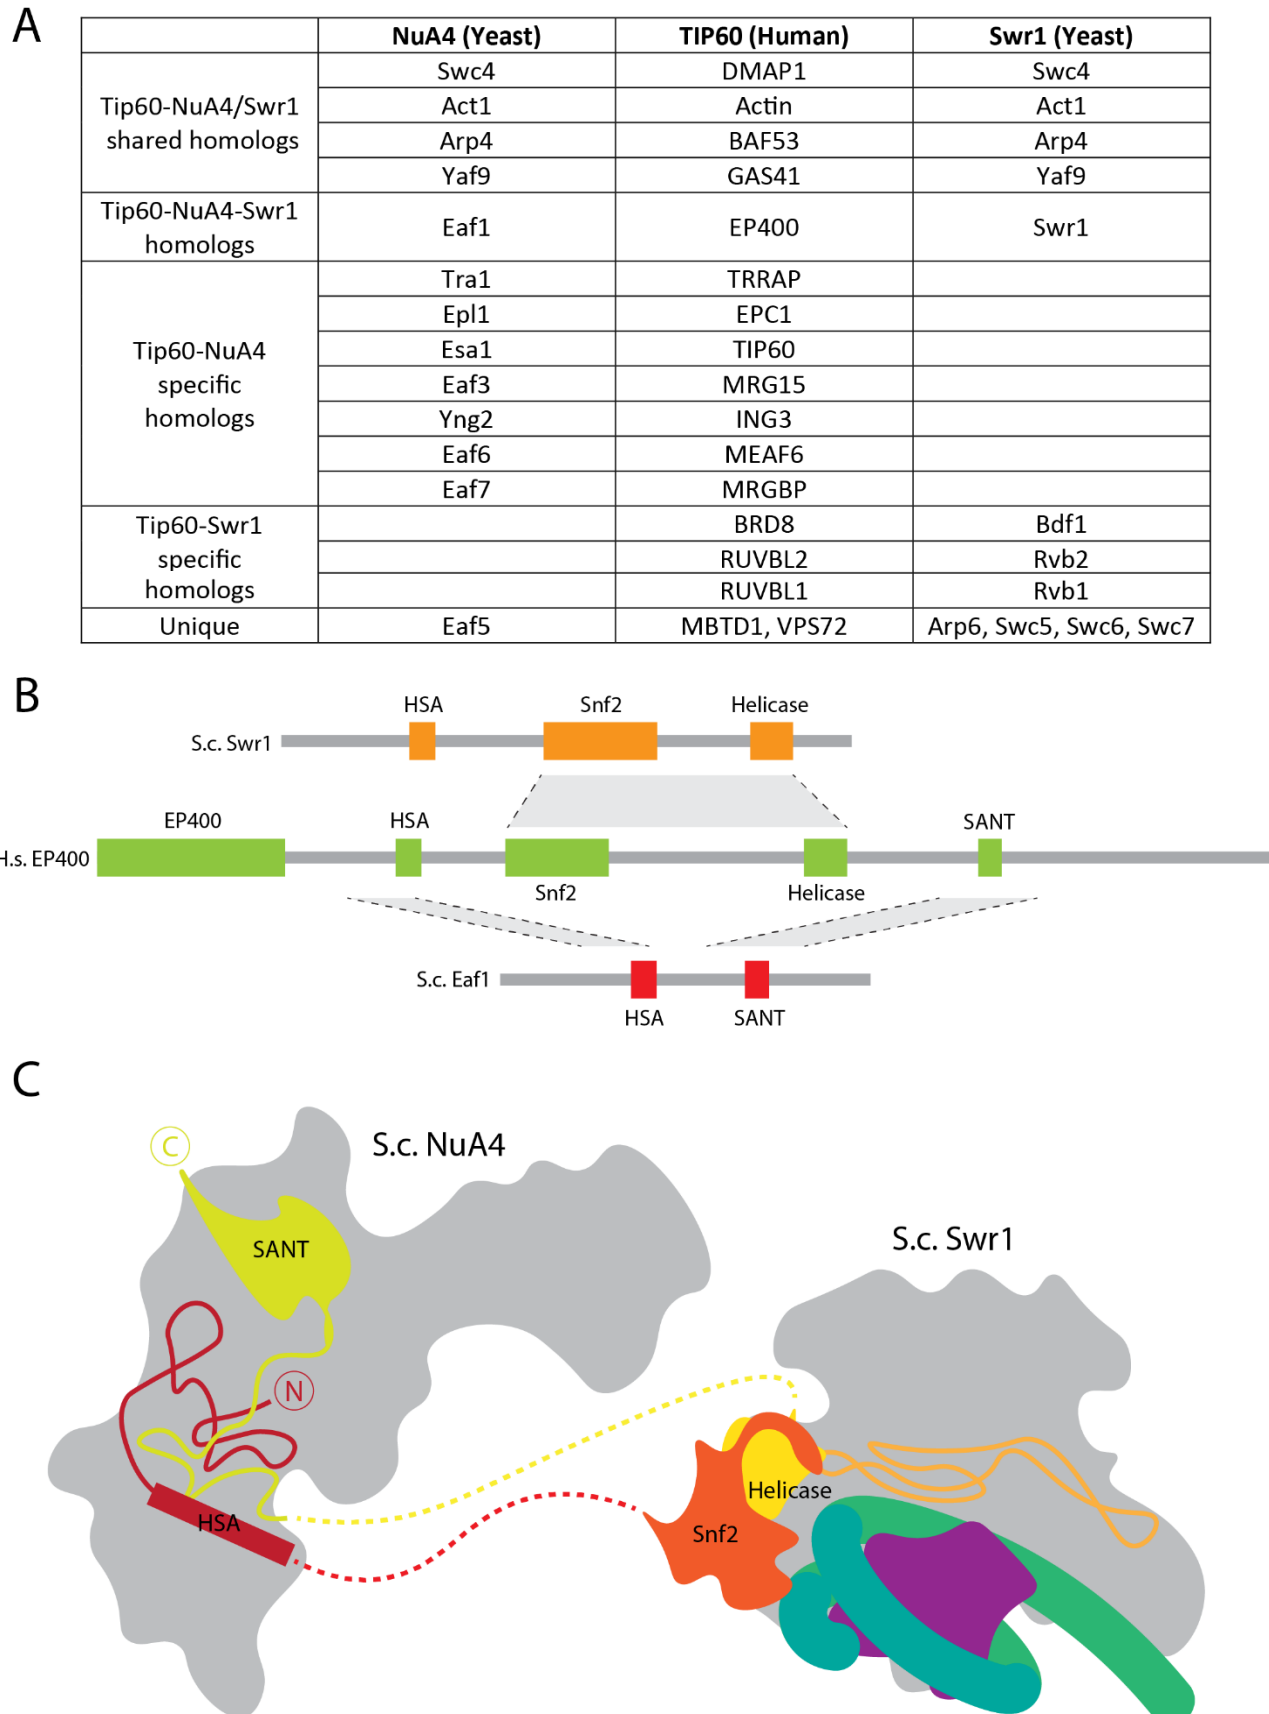 A
NuA4 (Yeast) TIP60 (Human) Swr1 (Yeast)
Tip60-NuA4/Swr1 shared homologs
Swc4 DMAP1 Swc4
Act1 Actin Act1
Arp4 BAF53 Arp4
Yaf9 GAS41 Yaf9
Tip60-NuA4-Swr1 homologs
Eaf1 EP400 Swr1
Tip60-NuA4 specific homologs
Tra1 TRRAP
Epl1 EPC1
Esa1 TIP60
Eaf3 MRG15
Yng2 ING3
Eaf6 MEAF6
Eaf7 MRGBP
Tip60-Swr1 specific homologs
BRD8 Bdf1
RUVBL2 Rvb2
RUVBL1 Rvb1
Unique Eaf5 MBTD1, VPS72 Arp6, Swc5, Swc6, Swc7
B
HSA Snf2 Helicase
S.c. Swr1
EP400 HSA SANT
H.s. EP400
Snf2 Helicase
S.c. Eaf1
HSA SANT
C
S.c. NuA4
C
SANT
S.c. Swr1
N
Helicase
HSA
Snf2